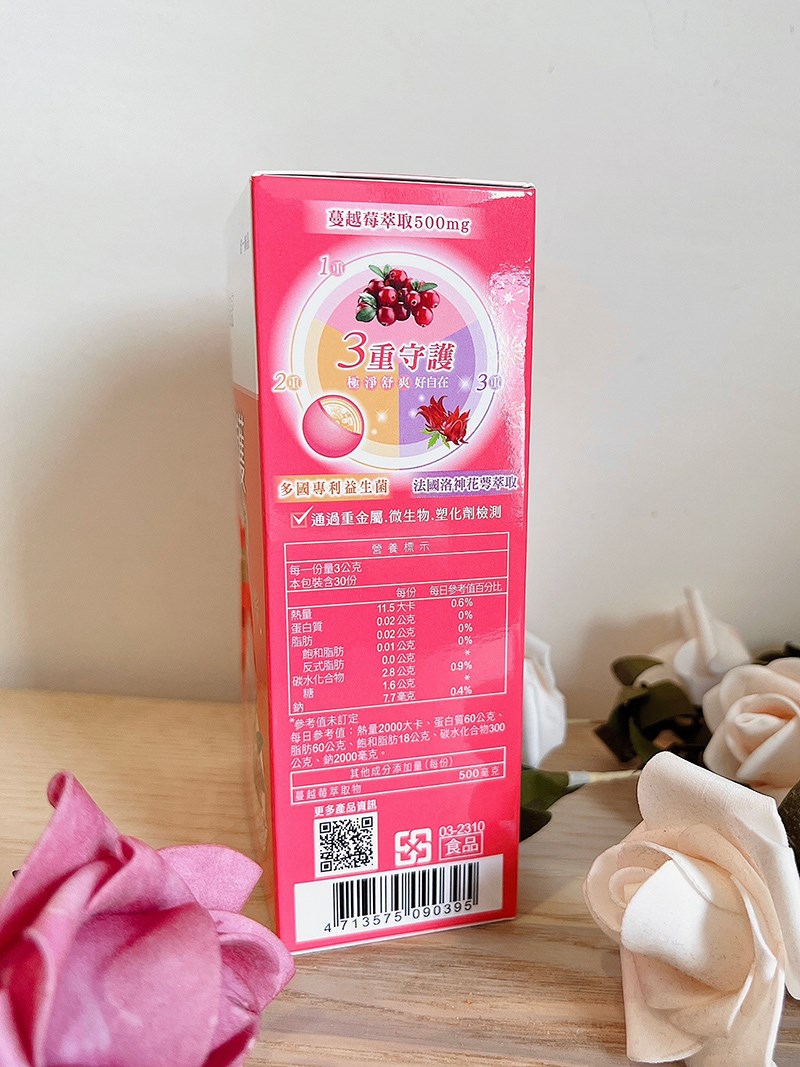 蔓越莓萃取500mg
1重
3重守護
極淨舒爽 好自在
2重
3重
多國專利益生菌
法國洛神花萼萃取
通過重金屬.微生物.塑化劑檢測
營養標示
每一份量3公克
本包裝含30份
每份 每日參考值百分比
熱量 11.5大卡 0.6%
蛋白質 0.02公克 0%
脂肪 0.02公克 0%
飽和脂肪 0.01公克 0%
反式脂肪 0.0公克 *
碳水化合物 2.8公克 0.9%
糖 1.6公克 *
鈉 7.7毫克 0.4%
*參考值未訂定
每日參考值：熱量2000大卡、蛋白質60公克、
脂肪60公克、飽和脂肪18公克、碳水化合物300
公克、鈉2000毫克。
其他成分添加量(每份)
蔓越莓萃取物 500毫克
更多產品資訊
03-2310
食品
4 713575 090395